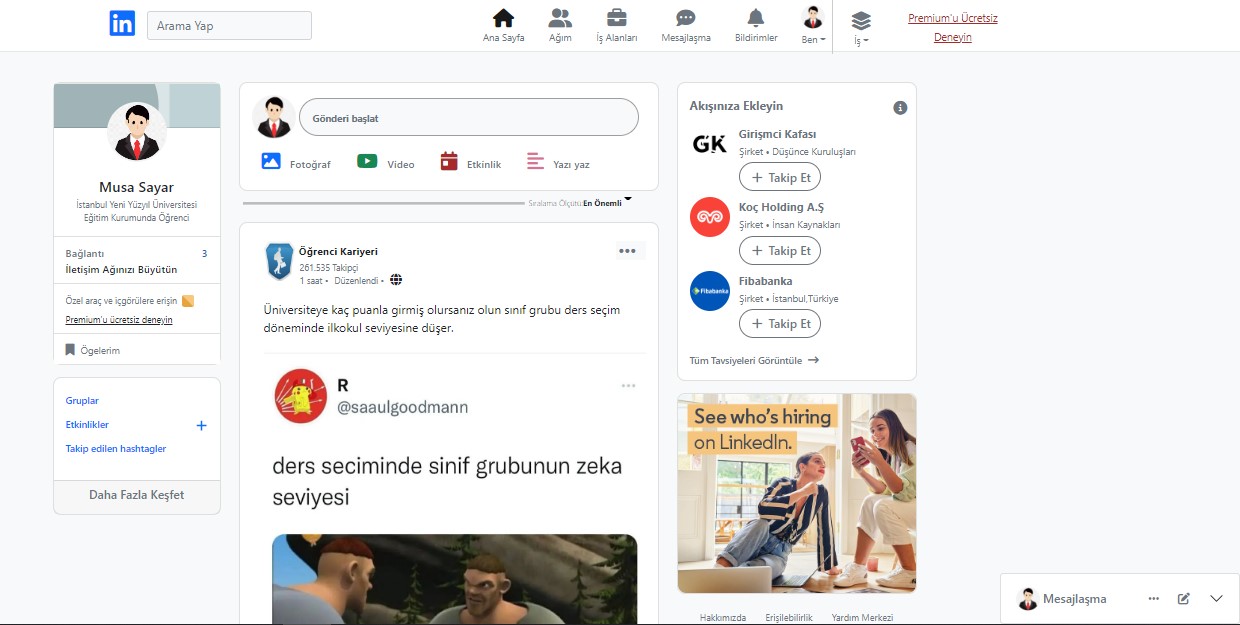 in
Arama Yap
Ana Sayfa
Ağım
İş Alanları
Mesajlaşma
Bildirimler
Ben
İş
Premium'u Ücretsiz
Deneyin
Musa Sayar
İstanbul Yeni Yüzyıl Üniversitesi
Eğitim Kurumunda Öğrenci
Bağlantı 3
İletişim Ağınızı Büyütün
Özel araç ve içgörülere erişin
Premium'u ücretsiz deneyin
Ögelerim
Gruplar
Etkinlikler +
Takip edilen hashtagler
Daha Fazla Keşfet
Gönderi başlat
Fotoğraf
Video
Etkinlik
Yazı yaz
Sıralama Ölçütü: En Önemli
Öğrenci Kariyeri
261.535 Takipçi
1 saat • Düzenlendi •
Üniversiteye kaç puanla girmiş olursanız olun sınıf grubu ders seçim
döneminde ilkokul seviyesine düşer.
R
@saaulgoodmann
ders seciminde sinif grubunun zeka
seviyesi
Akışınıza Ekleyin
GK
Girişmci Kafası
Şirket • Düşünce Kuruluşları
+ Takip Et
Koç Holding A.Ş
Şirket • İnsan Kaynakları
+ Takip Et
Fibabanka
Fibabanka
Şirket • İstanbul,Türkiye
+ Takip Et
Tüm Tavsiyeleri Görüntüle →
See who's hiring
on LinkedIn.
Hakkımızda
Erişilebilirlik
Yardım Merkezi
Mesajlaşma